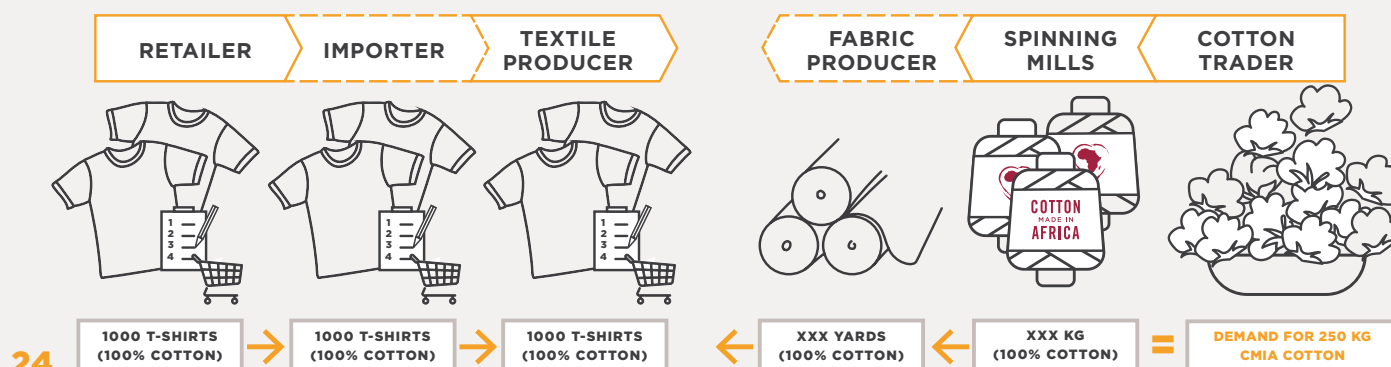 RETAILER
IMPORTER
TEXTILE
PRODUCER
FABRIC
PRODUCER
SPINNING
MILLS
COTTON
TRADER
1
2
3
4
1
2
3
4
1
2
3
4
COTTON
MADE IN
AFRICA
1000 T-SHIRTS
(100% COTTON)
1000 T-SHIRTS
(100% COTTON)
1000 T-SHIRTS
(100% COTTON)
XXX YARDS
(100% COTTON)
XXX KG
(100% COTTON)
=
DEMAND FOR 250 KG
CMIA COTTON
24